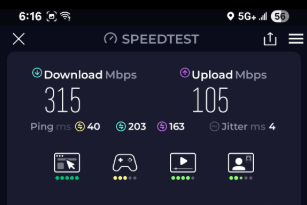 6:16 5G+ 56
SPEEDTEST
Download Mbps Upload Mbps
315 105
Ping ms 40 203 163 Jitter ms 4